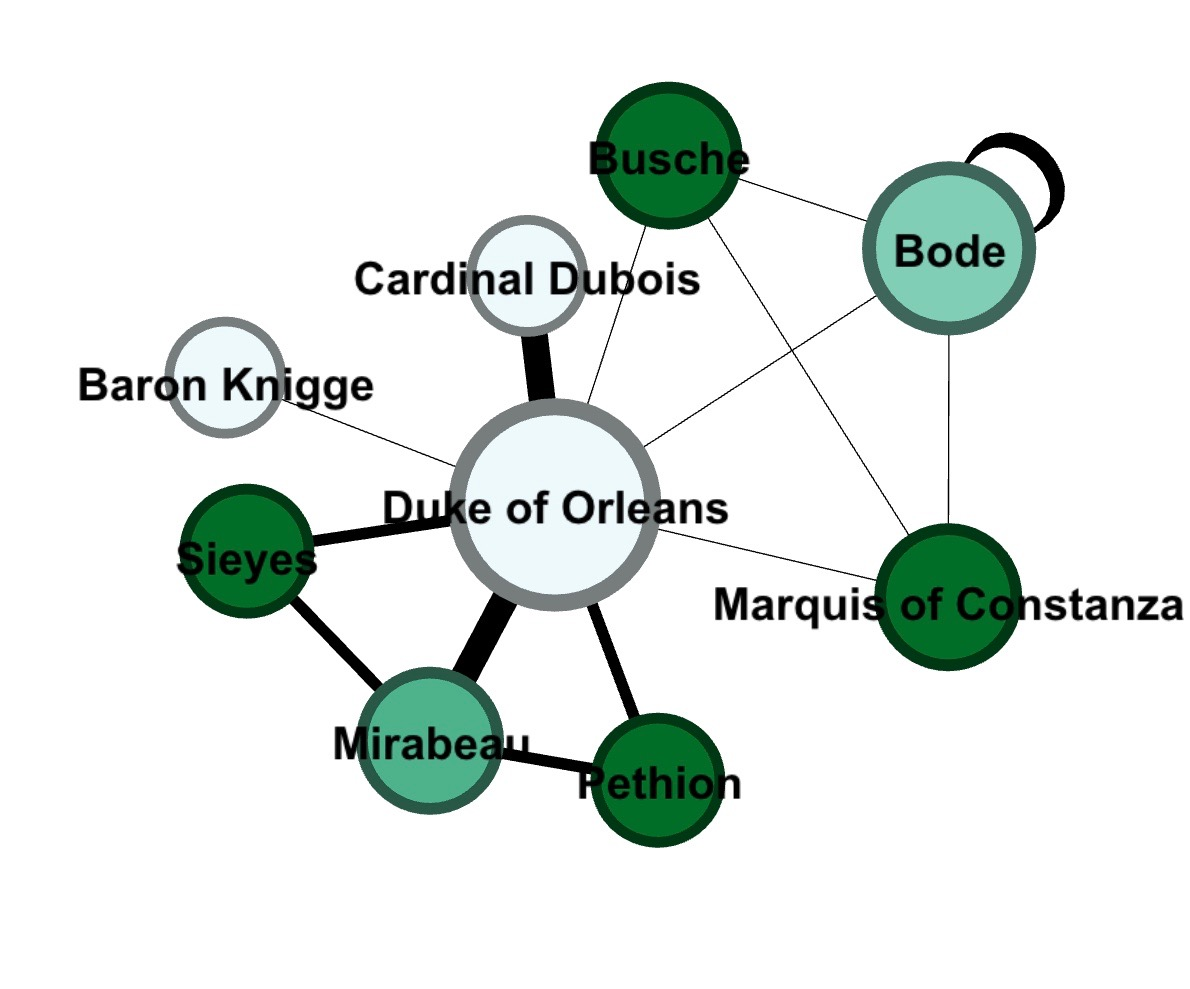 Busche
Bode
Cardinal Dubois
Baron Knigge
Duke of Orleans
Sieyes
Marquis of Constanza
Mirabeau
Pethion